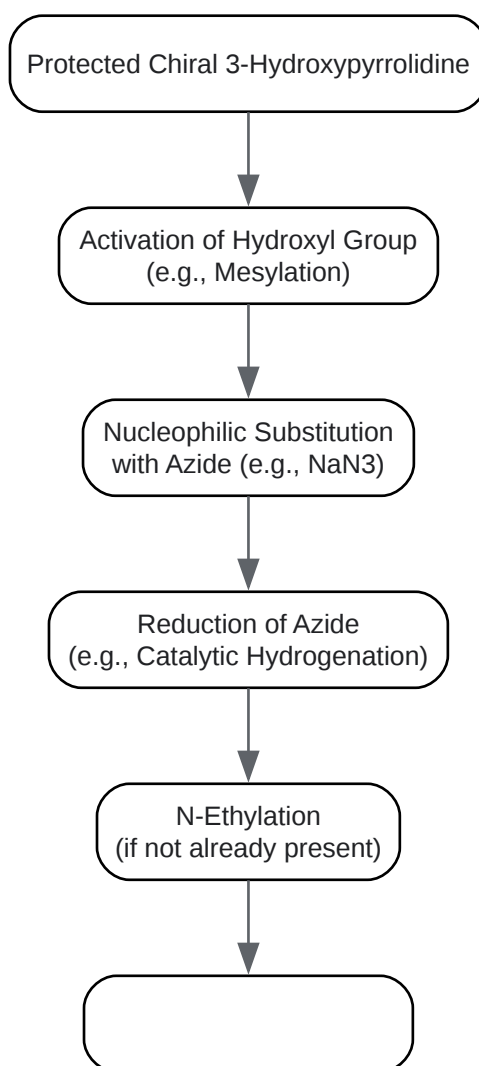 Protected Chiral 3-Hydroxypyrrolidine
Activation of Hydroxyl Group
(e.g., Mesylation)
Nucleophilic Substitution
with Azide (e.g., NaN3)
Reduction of Azide
(e.g., Catalytic Hydrogenation)
N-Ethylation
(if not already present)